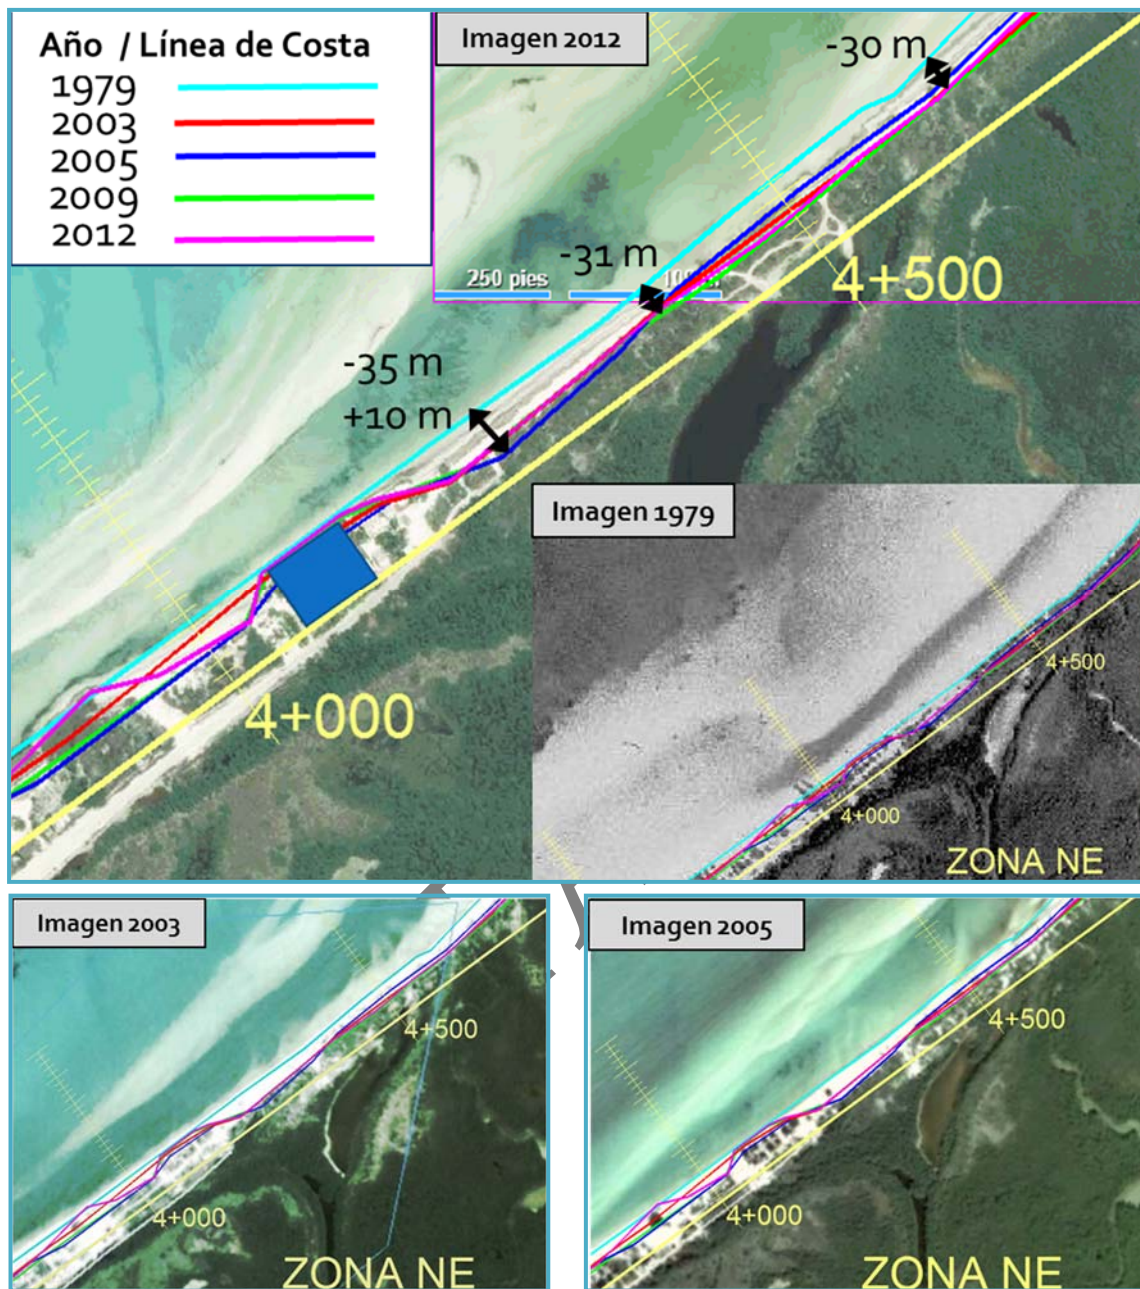 Año / Línea de Costa
1979
2003
2005
2009
2012
Imagen 2012
-30 m
-31 m
250 pies
4+500
-35 m
+10 m
4+000
Imagen 1979
4+500
4+000
ZONA NE
Imagen 2003
4+500
4+000
ZONA NE
Imagen 2005
4+500
4+000
ZONA NE